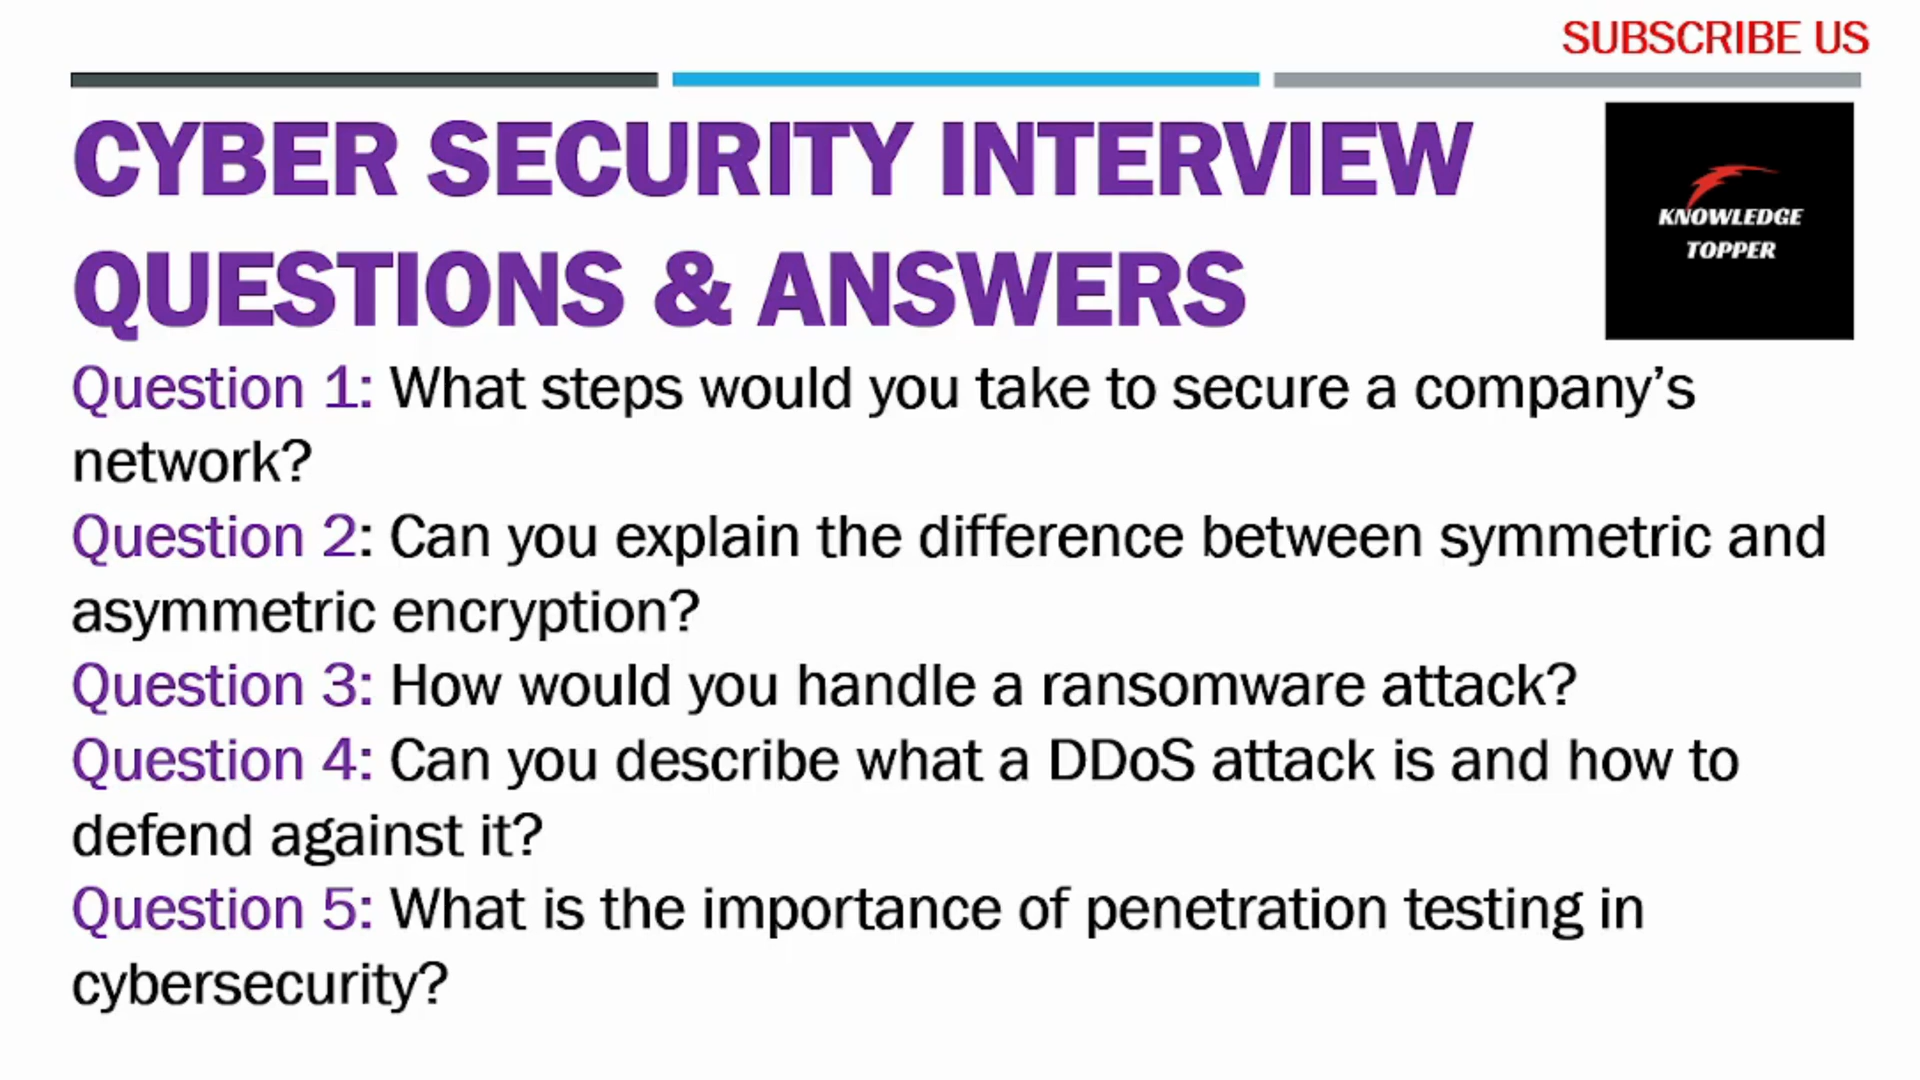 SUBSCRIBE US
CYBER SECURITY INTERVIEW
QUESTIONS & ANSWERS
KNOWLEDGE
TOPPER
Question 1: What steps would you take to secure a company’s
network?
Question 2: Can you explain the difference between symmetric and
asymmetric encryption?
Question 3: How would you handle a ransomware attack?
Question 4: Can you describe what a DDoS attack is and how to
defend against it?
Question 5: What is the importance of penetration testing in
cybersecurity?